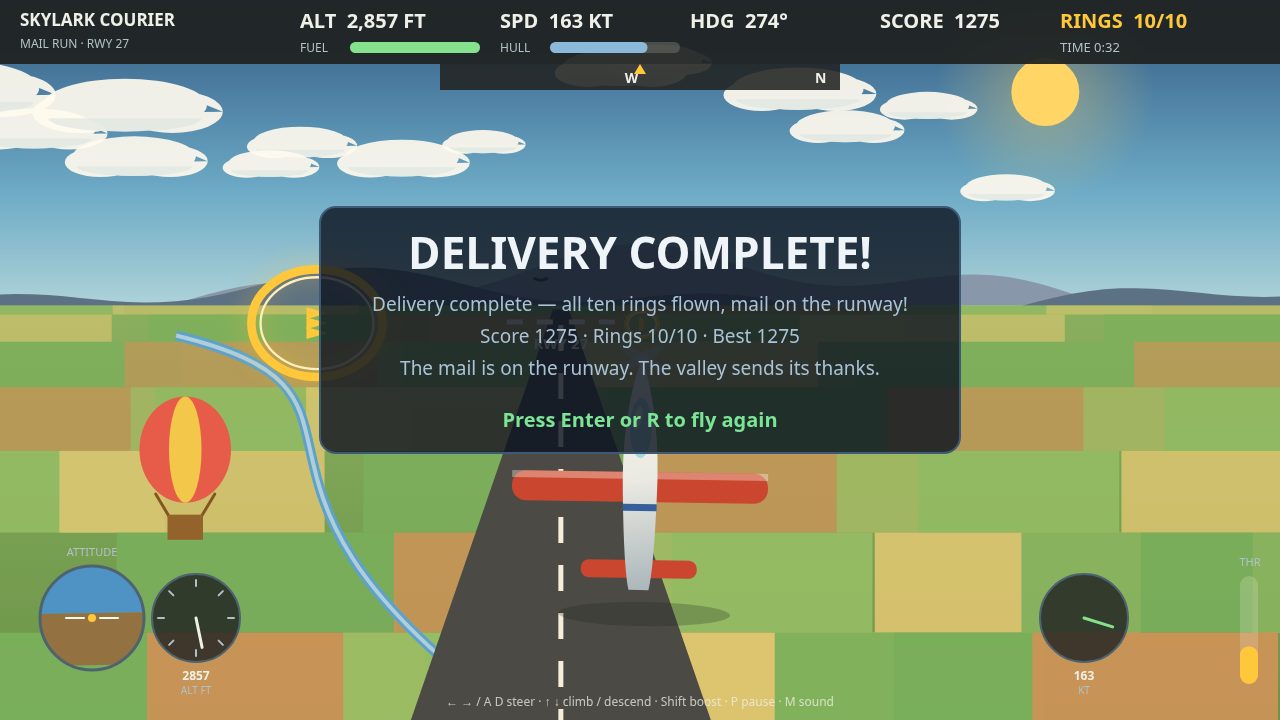 SKYLARK COURIER
MAIL RUN · RWY 27
ALT 2,857 FT
FUEL
SPD 163 KT
HULL
HDG 274°
SCORE 1275
RINGS 10/10
TIME 0:32
W
N
DELIVERY COMPLETE!
Delivery complete — all ten rings flown, mail on the runway!
Score 1275 · Rings 10/10 · Best 1275
The mail is on the runway. The valley sends its thanks.
Press Enter or R to fly again
ATTITUDE
2857
ALT FT
THR
163
KT
← → / A D steer · ↑ ↓ climb / descend · Shift boost · P pause · M sound